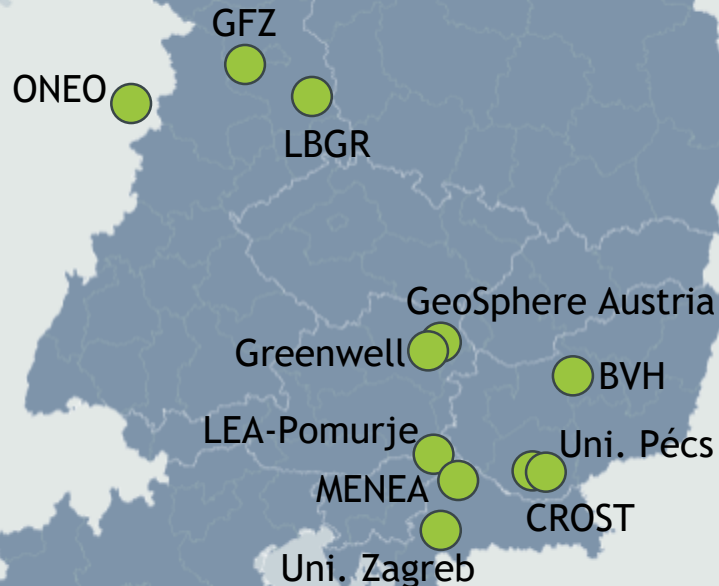 GFZ
ONEO
LBGR
GeoSphere Austria
Greenwell
BVH
LEA-Pomurje
Uni. Pécs
MENEA
CROST
Uni. Zagreb